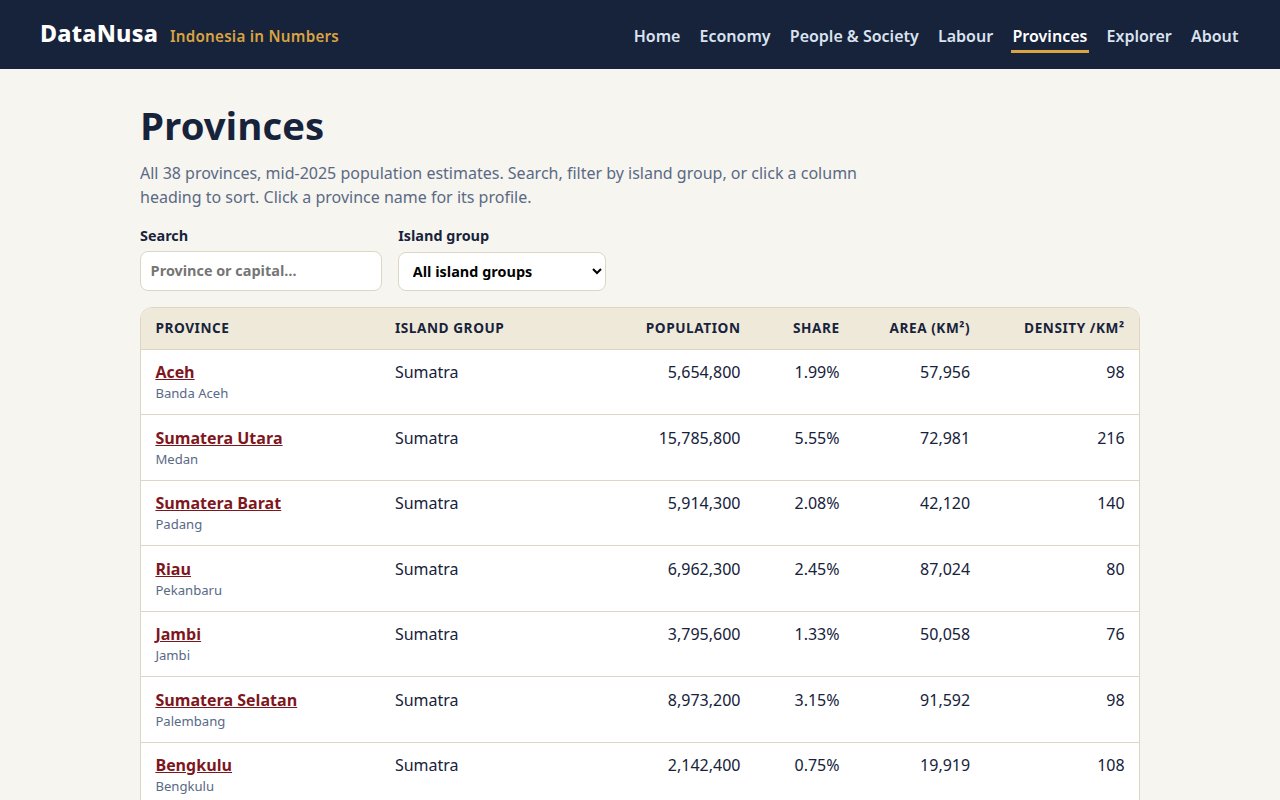 DataNusa Indonesia in Numbers Home Economy People & Society Labour Provinces Explorer About
Provinces
All 38 provinces, mid-2025 population estimates. Search, filter by island group, or click a column
heading to sort. Click a province name for its profile.
Search Island group
Province or capital... All island groups
PROVINCE ISLAND GROUP POPULATION SHARE AREA (KM²) DENSITY /KM²
Aceh Sumatra 5,654,800 1.99% 57,956 98
Banda Aceh
Sumatera Utara Sumatra 15,785,800 5.55% 72,981 216
Medan
Sumatera Barat Sumatra 5,914,300 2.08% 42,120 140
Padang
Riau Sumatra 6,962,300 2.45% 87,024 80
Pekanbaru
Jambi Sumatra 3,795,600 1.33% 50,058 76
Jambi
Sumatera Selatan Sumatra 8,973,200 3.15% 91,592 98
Palembang
Bengkulu Sumatra 2,142,400 0.75% 19,919 108
Bengkulu